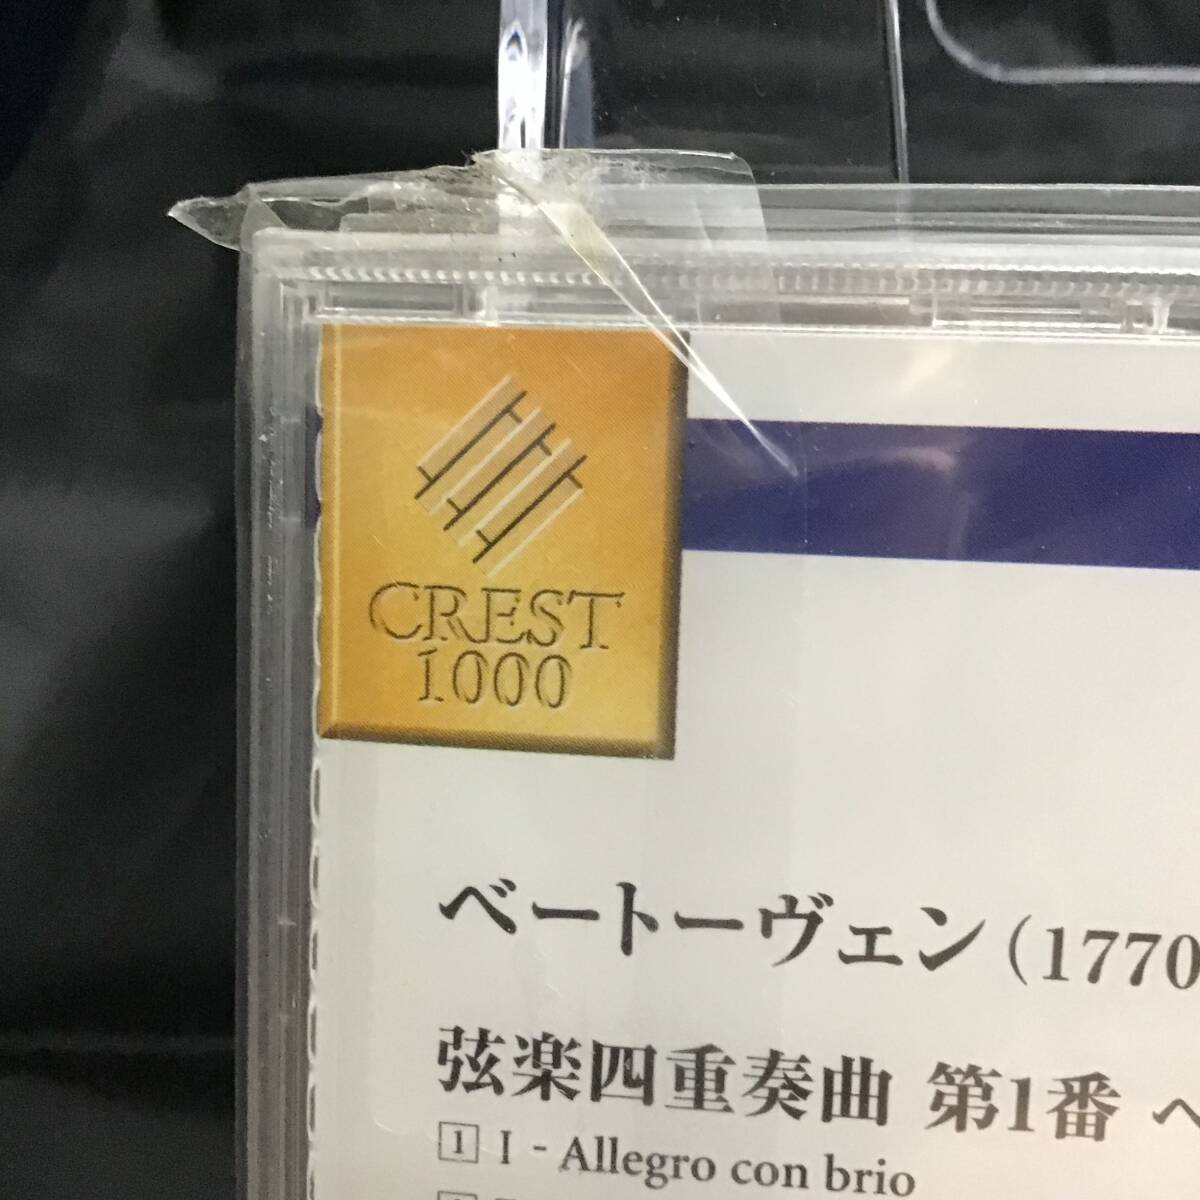 CREST
1000
ベートーヴェン (1770
弦楽四重奏曲 第1番 ヘ
1 I - Allegro con brio